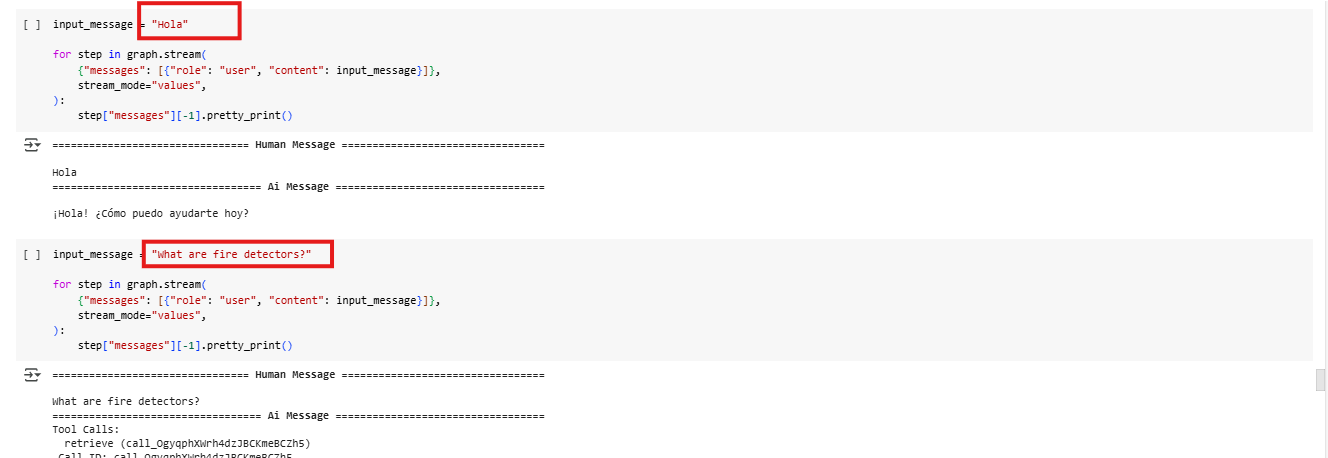 [ ] input_message = "Hola"
for step in graph.stream(
{"messages": [{"role": "user", "content": input_message}]},
stream_mode="values",
):
step["messages"][-1].pretty_print()
================================ Human Message =================================
Hola
================================== Ai Message ==================================
¡Hola! ¿Cómo puedo ayudarte hoy?
[ ] input_message = "What are fire detectors?"
for step in graph.stream(
{"messages": [{"role": "user", "content": input_message}]},
stream_mode="values",
):
step["messages"][-1].pretty_print()
================================ Human Message =================================
What are fire detectors?
================================== Ai Message ==================================
Tool Calls:
retrieve (call_OgyqphXWrh4dzJBCKmeBCZh5)
Call ID: call_OgyqphXWrh4dzJBCKmeBCZh5